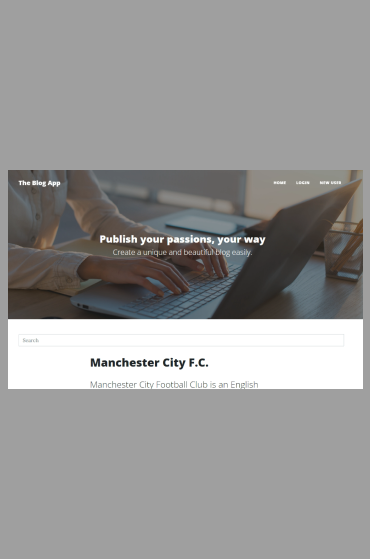 The Blog App
HOME LOGIN NEW USER
Publish your passions, your way
Create a unique and beautiful blog easily.
Search
Manchester City F.C.
Manchester City Football Club is an English